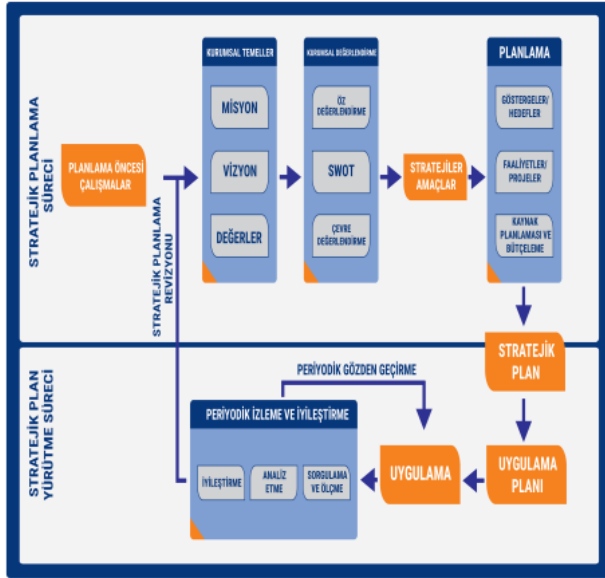 STRATEJİK PLANLAMA
SÜRECİ
PLANLAMA ÖNCESİ
ÇALIŞMALAR
STRATEJİK PLANLAMA
REVİZYONU
KURUMSAL TEMELLER
MİSYON
VİZYON
DEĞERLER
KURUMSAL DEĞERLENDİRME
ÖZ
DEĞERLENDİRME
SWOT
ÇEVRE
DEĞERLENDİRME
STRATEJİLER
AMAÇLAR
PLANLAMA
GÖSTERGELER/
HEDEFLER
FAALİYETLER/
PROJELER
KAYNAK
PLANLAMASI VE
BÜTÇELEME
STRATEJİK
PLAN
STRATEJİK PLAN
YÜRÜTME SÜRECİ
PERİYODİK GÖZDEN GEÇİRME
PERİYODİK İZLEME VE İYİLEŞTİRME
İYİLEŞTİRME
ANALİZ
ETME
SORGULAMA
VE ÖLÇME
UYGULAMA
UYGULAMA
PLANI